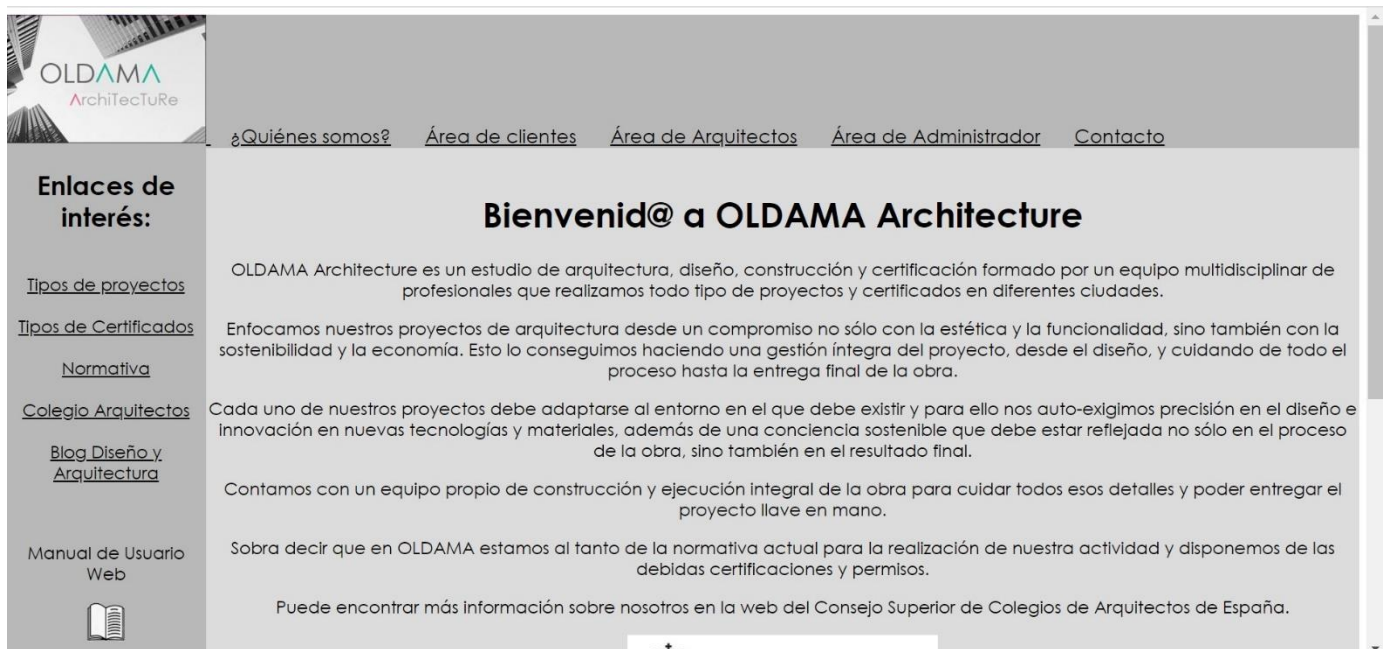 OLDAMA
ArchiTecTuRe
¿Quiénes somos? Área de clientes Área de Arquitectos Área de Administrador Contacto
Enlaces de
interés:
Tipos de proyectos
Tipos de Certificados
Normativa
Colegio Arquitectos
Blog Diseño y
Arquitectura
Manual de Usuario
Web
Bienvenid@ a OLDAMA Architecture
OLDAMA Architecture es un estudio de arquitectura, diseño, construcción y certificación formado por un equipo multidisciplinar de
profesionales que realizamos todo tipo de proyectos y certificados en diferentes ciudades.
Enfocamos nuestros proyectos de arquitectura desde un compromiso no sólo con la estética y la funcionalidad, sino también con la
sostenibilidad y la economía. Esto lo conseguimos haciendo una gestión íntegra del proyecto, desde el diseño, y cuidando de todo el
proceso hasta la entrega final de la obra.
Cada uno de nuestros proyectos debe adaptarse al entorno en el que debe existir y para ello nos auto-exigimos precisión en el diseño e
innovación en nuevas tecnologías y materiales, además de una conciencia sostenible que debe estar reflejada no sólo en el proceso
de la obra, sino también en el resultado final.
Contamos con un equipo propio de construcción y ejecución integral de la obra para cuidar todos esos detalles y poder entregar el
proyecto llave en mano.
Sobra decir que en OLDAMA estamos al tanto de la normativa actual para la realización de nuestra actividad y disponemos de las
debidas certificaciones y permisos.
Puede encontrar más información sobre nosotros en la web del Consejo Superior de Colegios de Arquitectos de España.